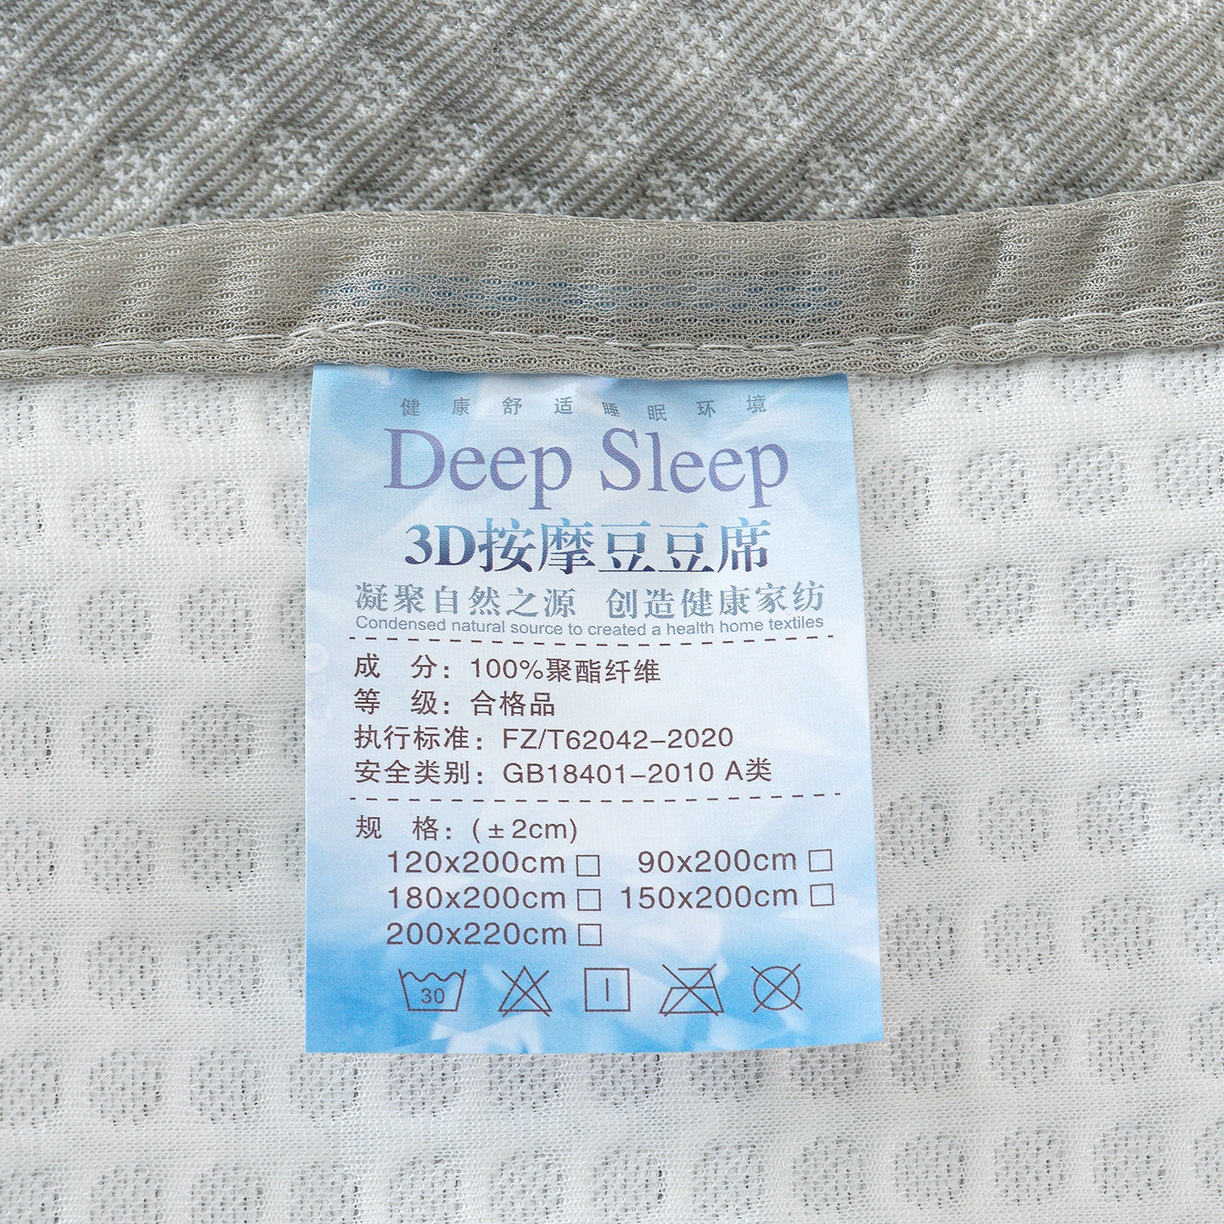 健康舒适睡眠环境
Deep Sleep
3D按摩豆豆席
凝聚自然之源 创造健康家纺
Condensed natural source to created a health home textiles
成 分：100%聚酯纤维
等 级：合格品
执行标准：FZ/T62042-2020
安全类别：GB18401-2010 A类
规 格：(±2cm)
120x200cm□ 90x200cm□
180x200cm□ 150x200cm□
200x220cm□
30